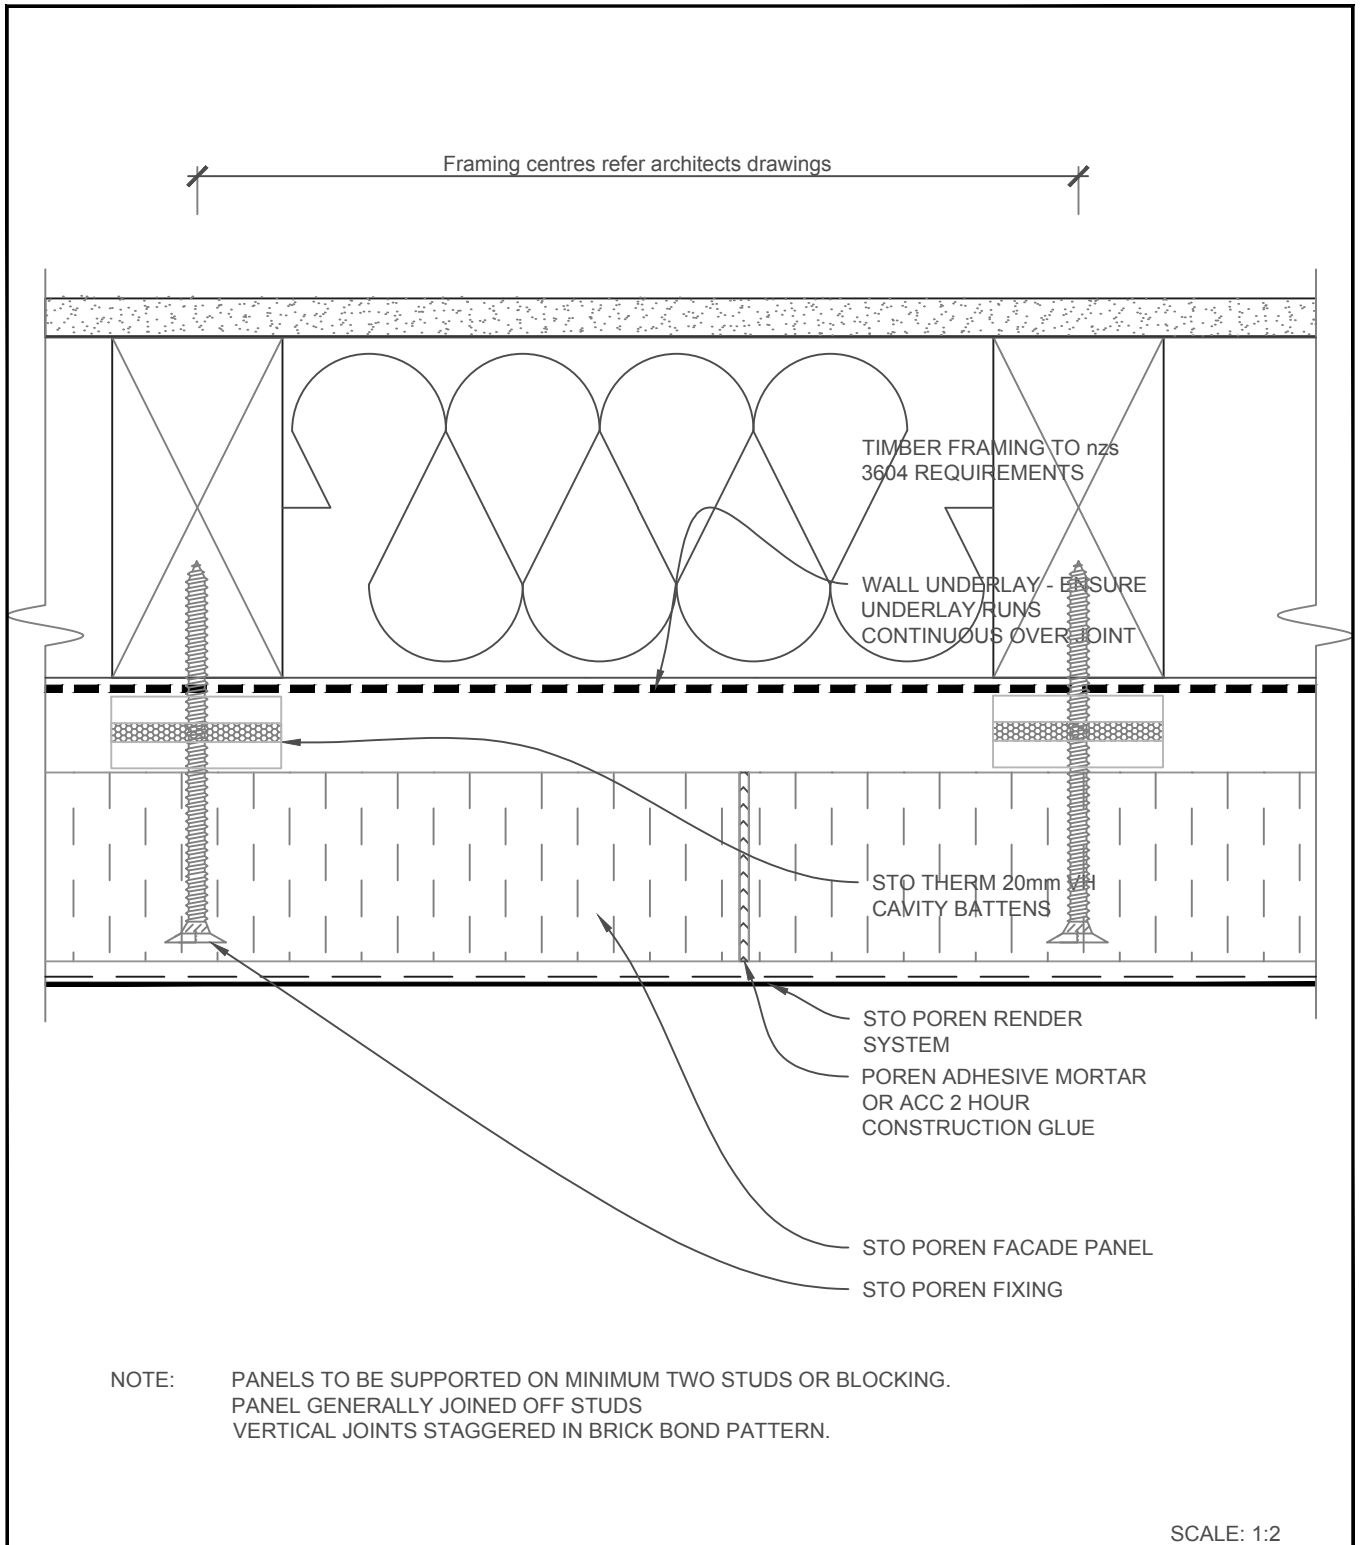 Framing centres refer architects drawings
TIMBER FRAMING TO nzs
3604 REQUIREMENTS
WALL UNDERLAY - ENSURE
UNDERLAY RUNS
CONTINUOUS OVER JOINT
STO THERM 20mm VH
CAVITY BATTENS
STO POREN RENDER
SYSTEM
POREN ADHESIVE MORTAR
OR ACC 2 HOUR
CONSTRUCTION GLUE
STO POREN FACADE PANEL
STO POREN FIXING
NOTE: PANELS TO BE SUPPORTED ON MINIMUM TWO STUDS OR BLOCKING.
PANEL GENERALLY JOINED OFF STUDS
VERTICAL JOINTS STAGGERED IN BRICK BOND PATTERN.
SCALE: 1:2